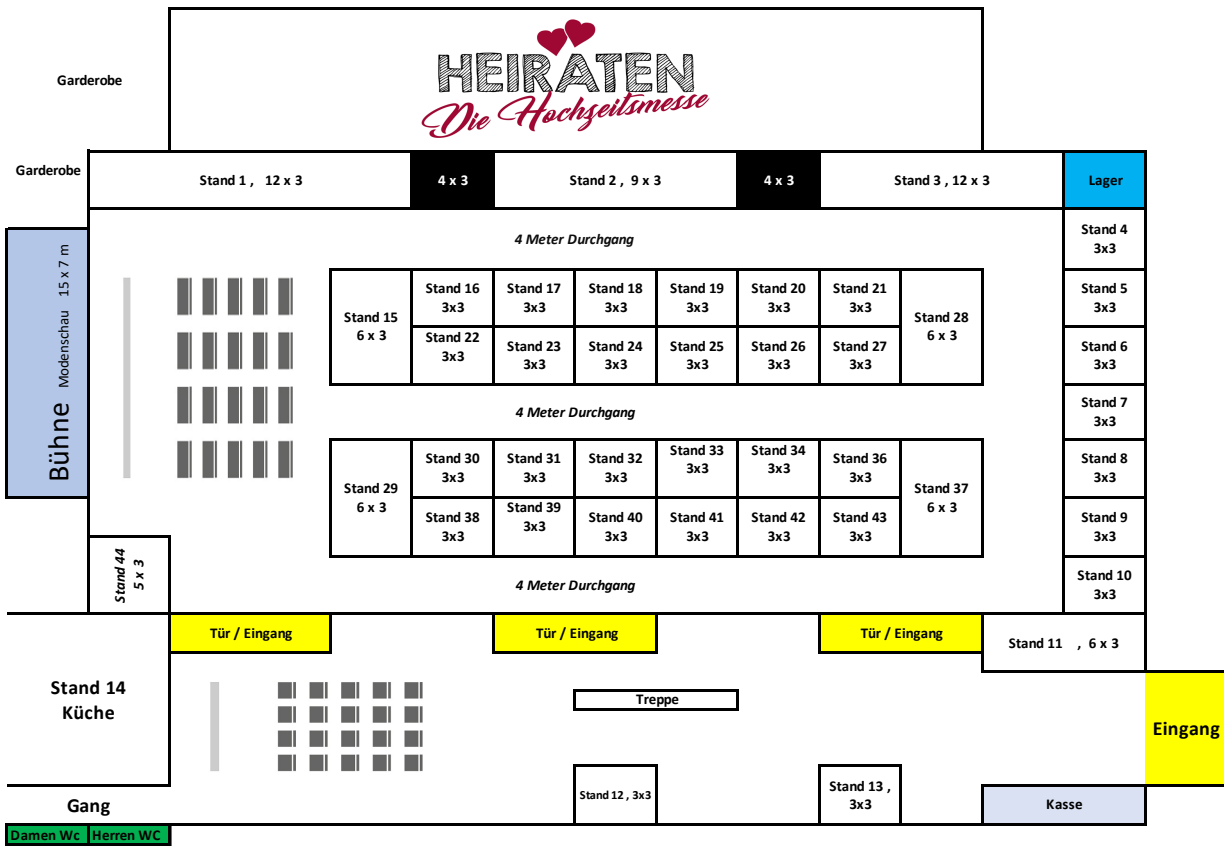 Garderobe
HEIRATEN
Die Hochzeitsmesse
Garderobe
Stand 1 , 12 x 3
4 x 3
Stand 2 , 9 x 3
4 x 3
Stand 3 , 12 x 3
Lager
Bühne Modenschau 15 x 7 m
4 Meter Durchgang
Stand 4
3x3
Stand 15
6 x 3
Stand 16
3x3
Stand 17
3x3
Stand 18
3x3
Stand 19
3x3
Stand 20
3x3
Stand 21
3x3
Stand 28
6 x 3
Stand 5
3x3
Stand 22
3x3
Stand 23
3x3
Stand 24
3x3
Stand 25
3x3
Stand 26
3x3
Stand 27
3x3
Stand 6
3x3
4 Meter Durchgang
Stand 7
3x3
Stand 29
6 x 3
Stand 30
3x3
Stand 31
3x3
Stand 32
3x3
Stand 33
3x3
Stand 34
3x3
Stand 36
3x3
Stand 37
6 x 3
Stand 8
3x3
Stand 38
3x3
Stand 39
3x3
Stand 40
3x3
Stand 41
3x3
Stand 42
3x3
Stand 43
3x3
Stand 9
3x3
Stand 44
5 x 3
4 Meter Durchgang
Stand 10
3x3
Tür / Eingang
Tür / Eingang
Tür / Eingang
Stand 11 , 6 x 3
Stand 14
Küche
Treppe
Eingang
Stand 12 , 3x3
Stand 13 ,
3x3
Kasse
Gang
Damen Wc
Herren WC